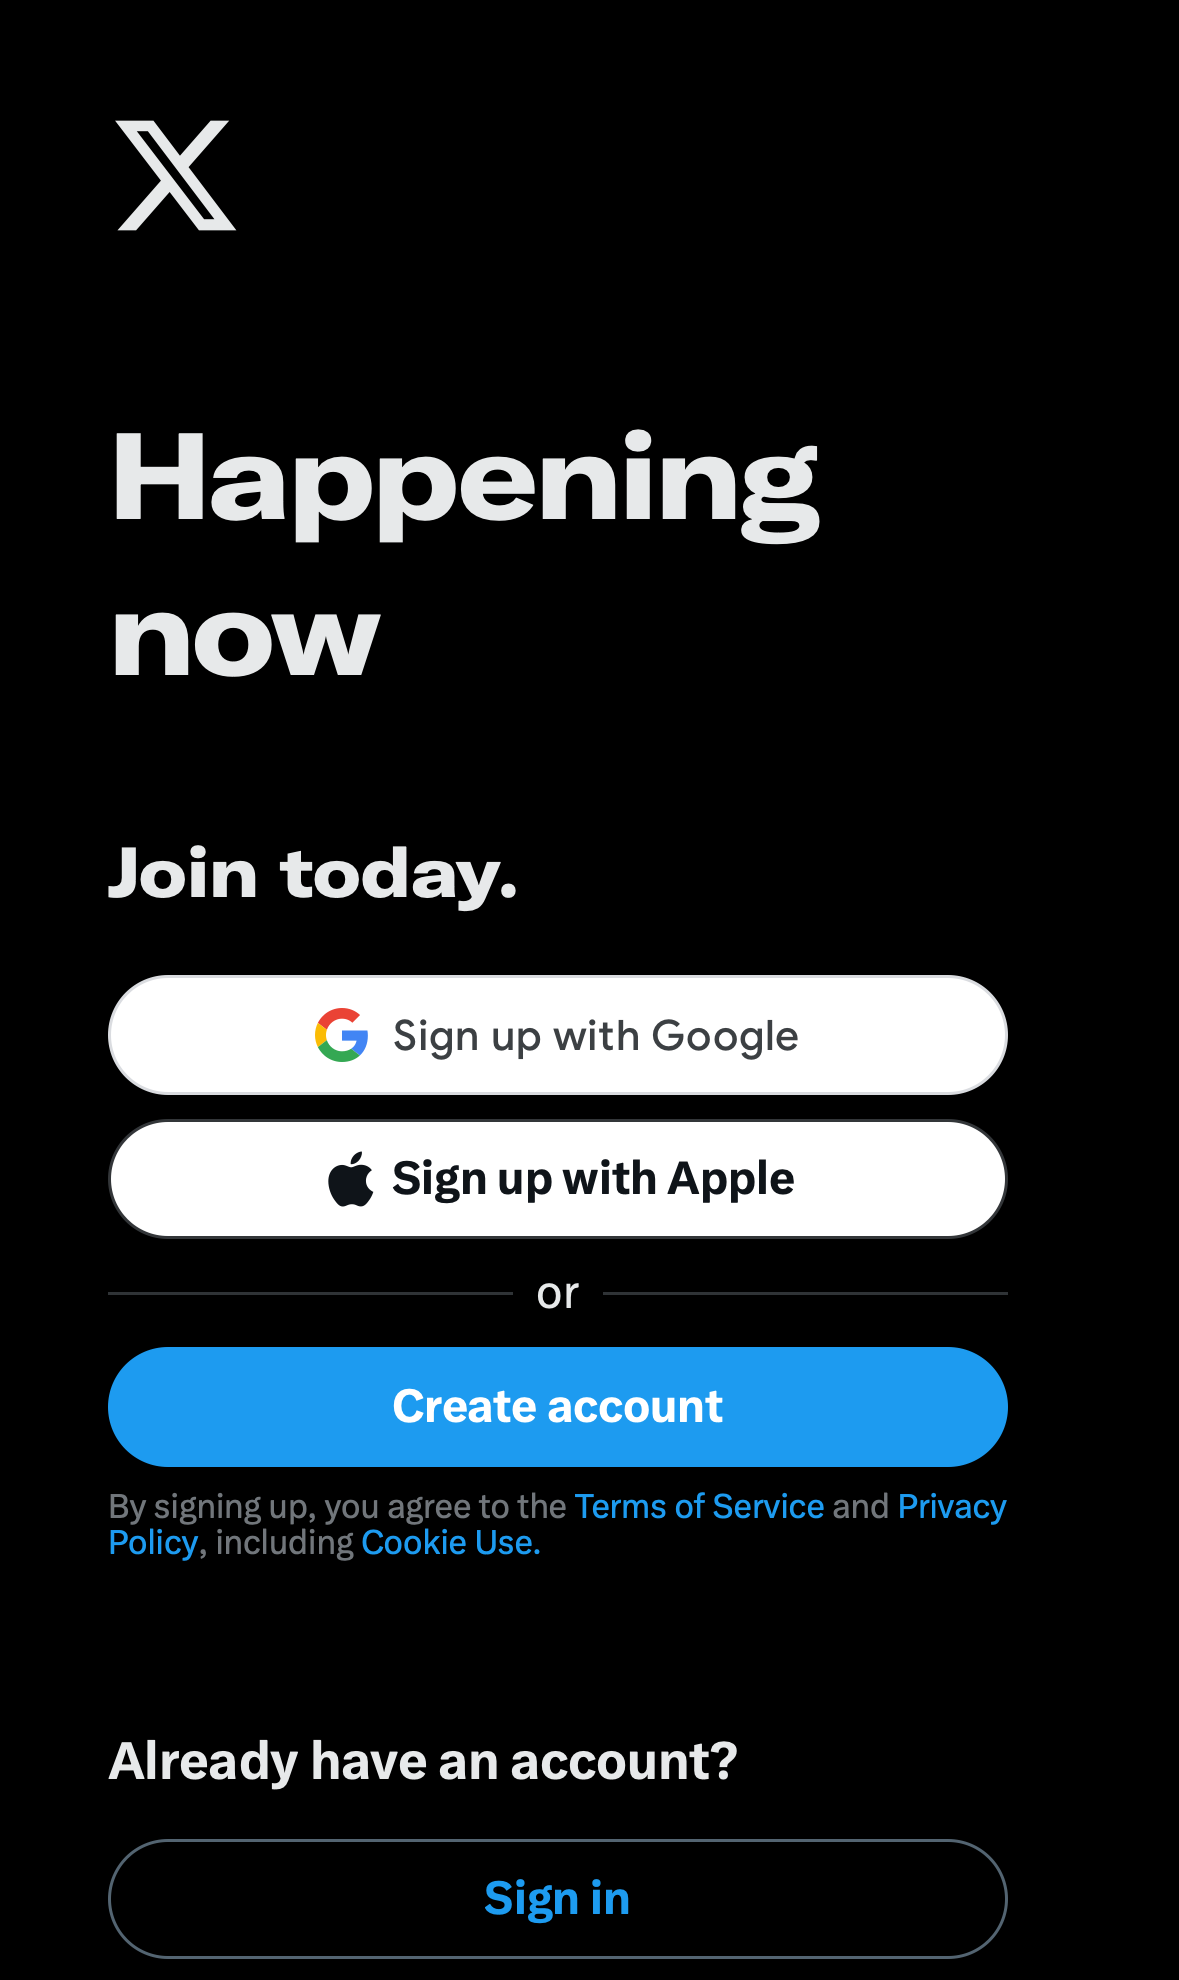 Happening
now
Join today.
Sign up with Google
Sign up with Apple
or
Create account
By signing up, you agree to the Terms of Service and Privacy
Policy, including Cookie Use.
Already have an account?
Sign in